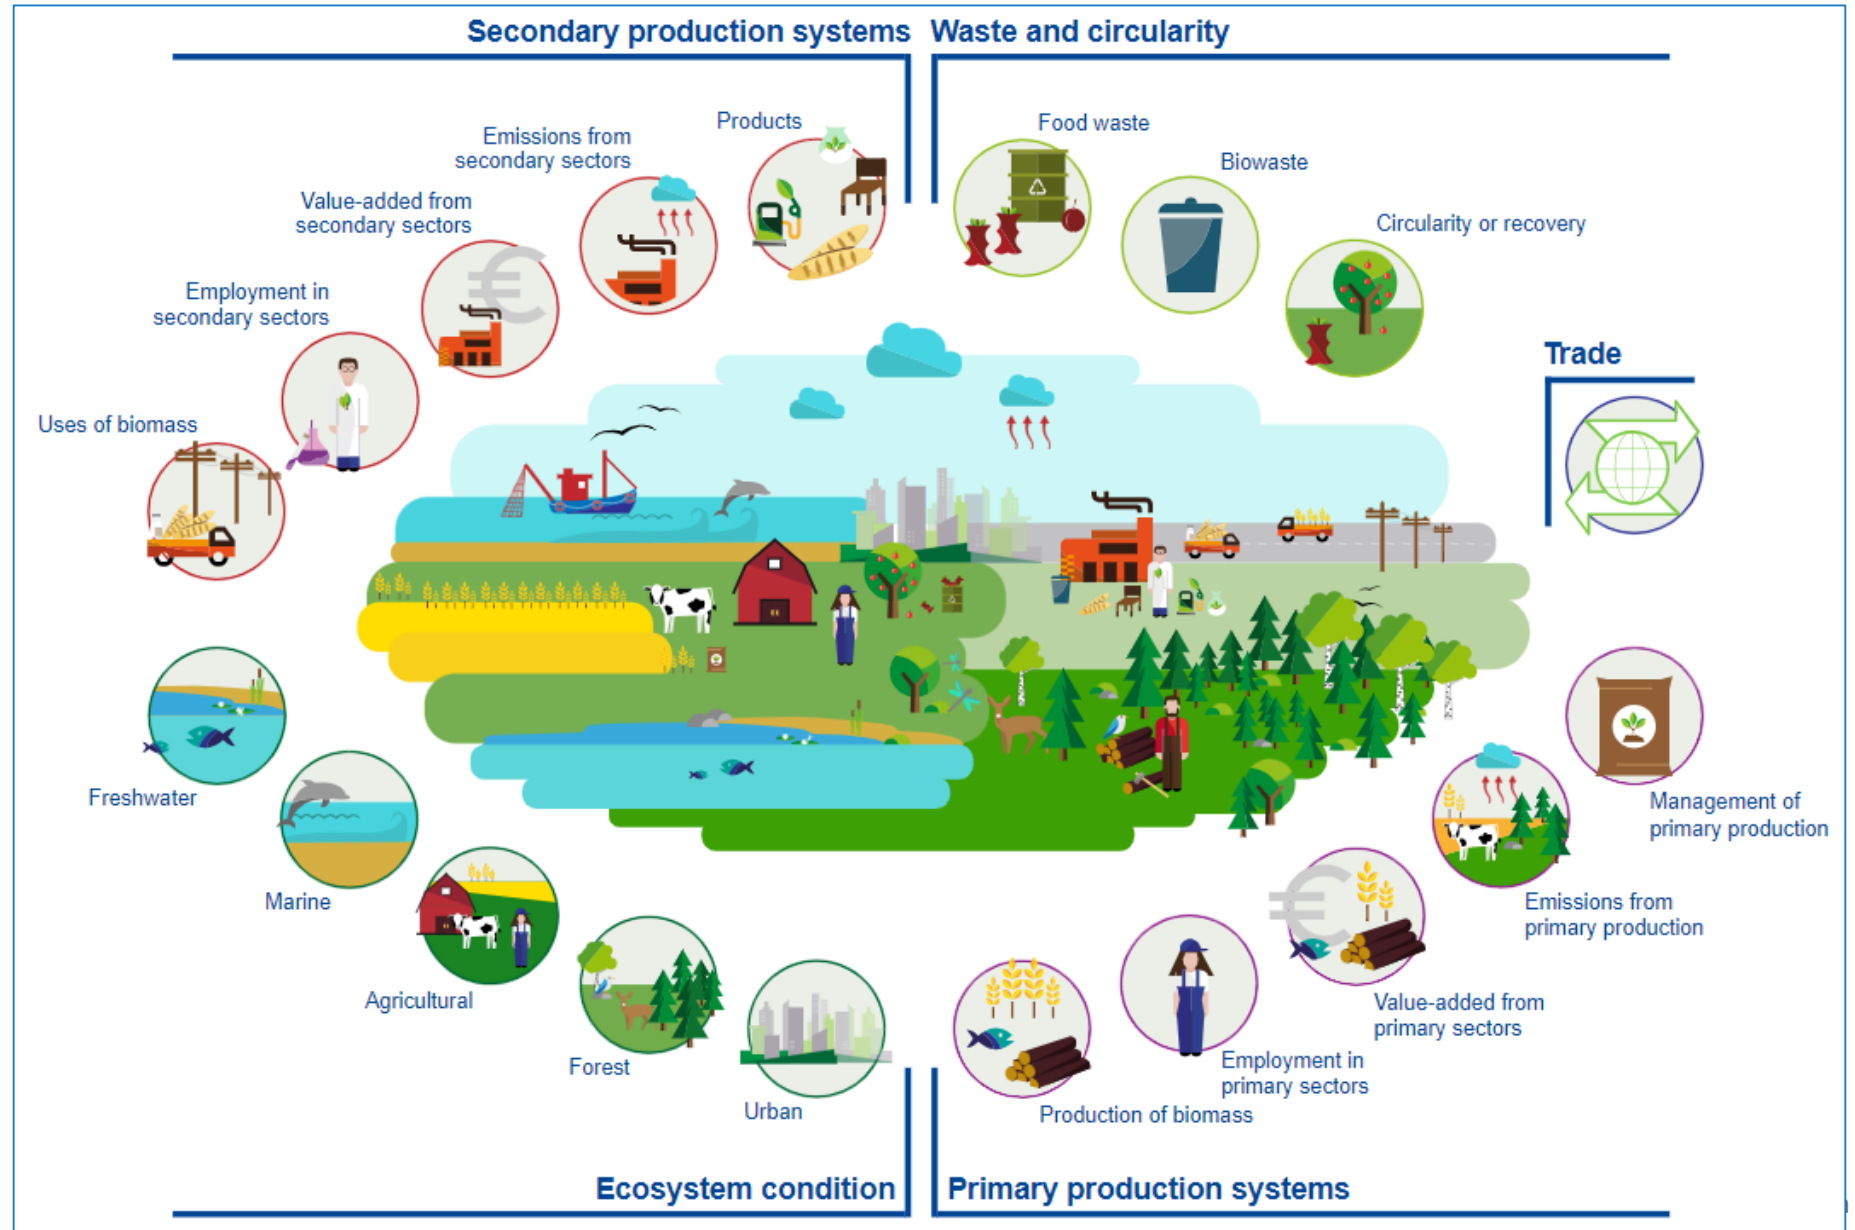 Secondary production systems
Waste and circularity
Products
Emissions from
secondary sectors
Value-added from
secondary sectors
Employment in
secondary sectors
Uses of biomass
Food waste
Biowaste
Circularity or recovery
Trade
Freshwater
Marine
Agricultural
Forest
Urban
Management of
primary production
Emissions from
primary production
Value-added from
primary sectors
Employment in
primary sectors
Production of biomass
Ecosystem condition
Primary production systems